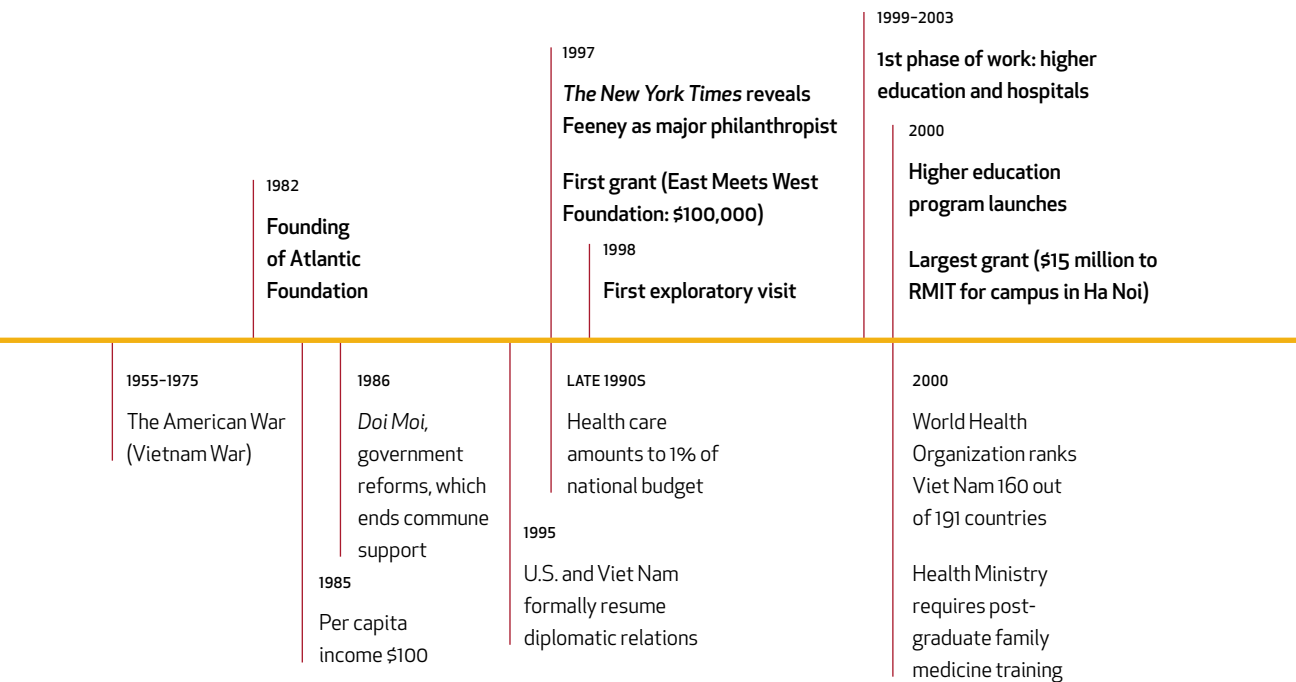 1982
Founding
of Atlantic
Foundation
1997
The New York Times reveals
Feeney as major philanthropist
First grant (East Meets West
Foundation: $100,000)
1998
First exploratory visit
1999–2003
1st phase of work: higher
education and hospitals
2000
Higher education
program launches
Largest grant ($15 million to
RMIT for campus in Ha Noi)
1955–1975
The American War
(Vietnam War)
1985
Per capita
income $100
1986
Doi Moi,
government
reforms, which
ends commune
support
1995
U.S. and Viet Nam
formally resume
diplomatic relations
LATE 1990S
Health care
amounts to 1% of
national budget
2000
World Health
Organization ranks
Viet Nam 160 out
of 191 countries
Health Ministry
requires post-
graduate family
medicine training